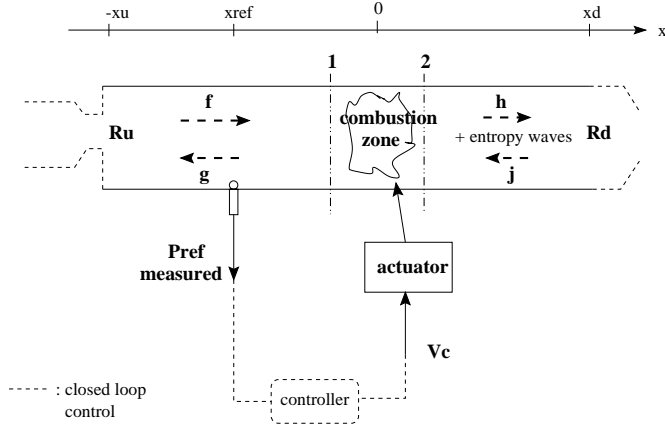 -xu xref 0 xd x
1 2
f h
combustion
zone
Ru + entropy waves Rd
g j
Pref
measured
actuator
Vc
controller
: closed loop
control